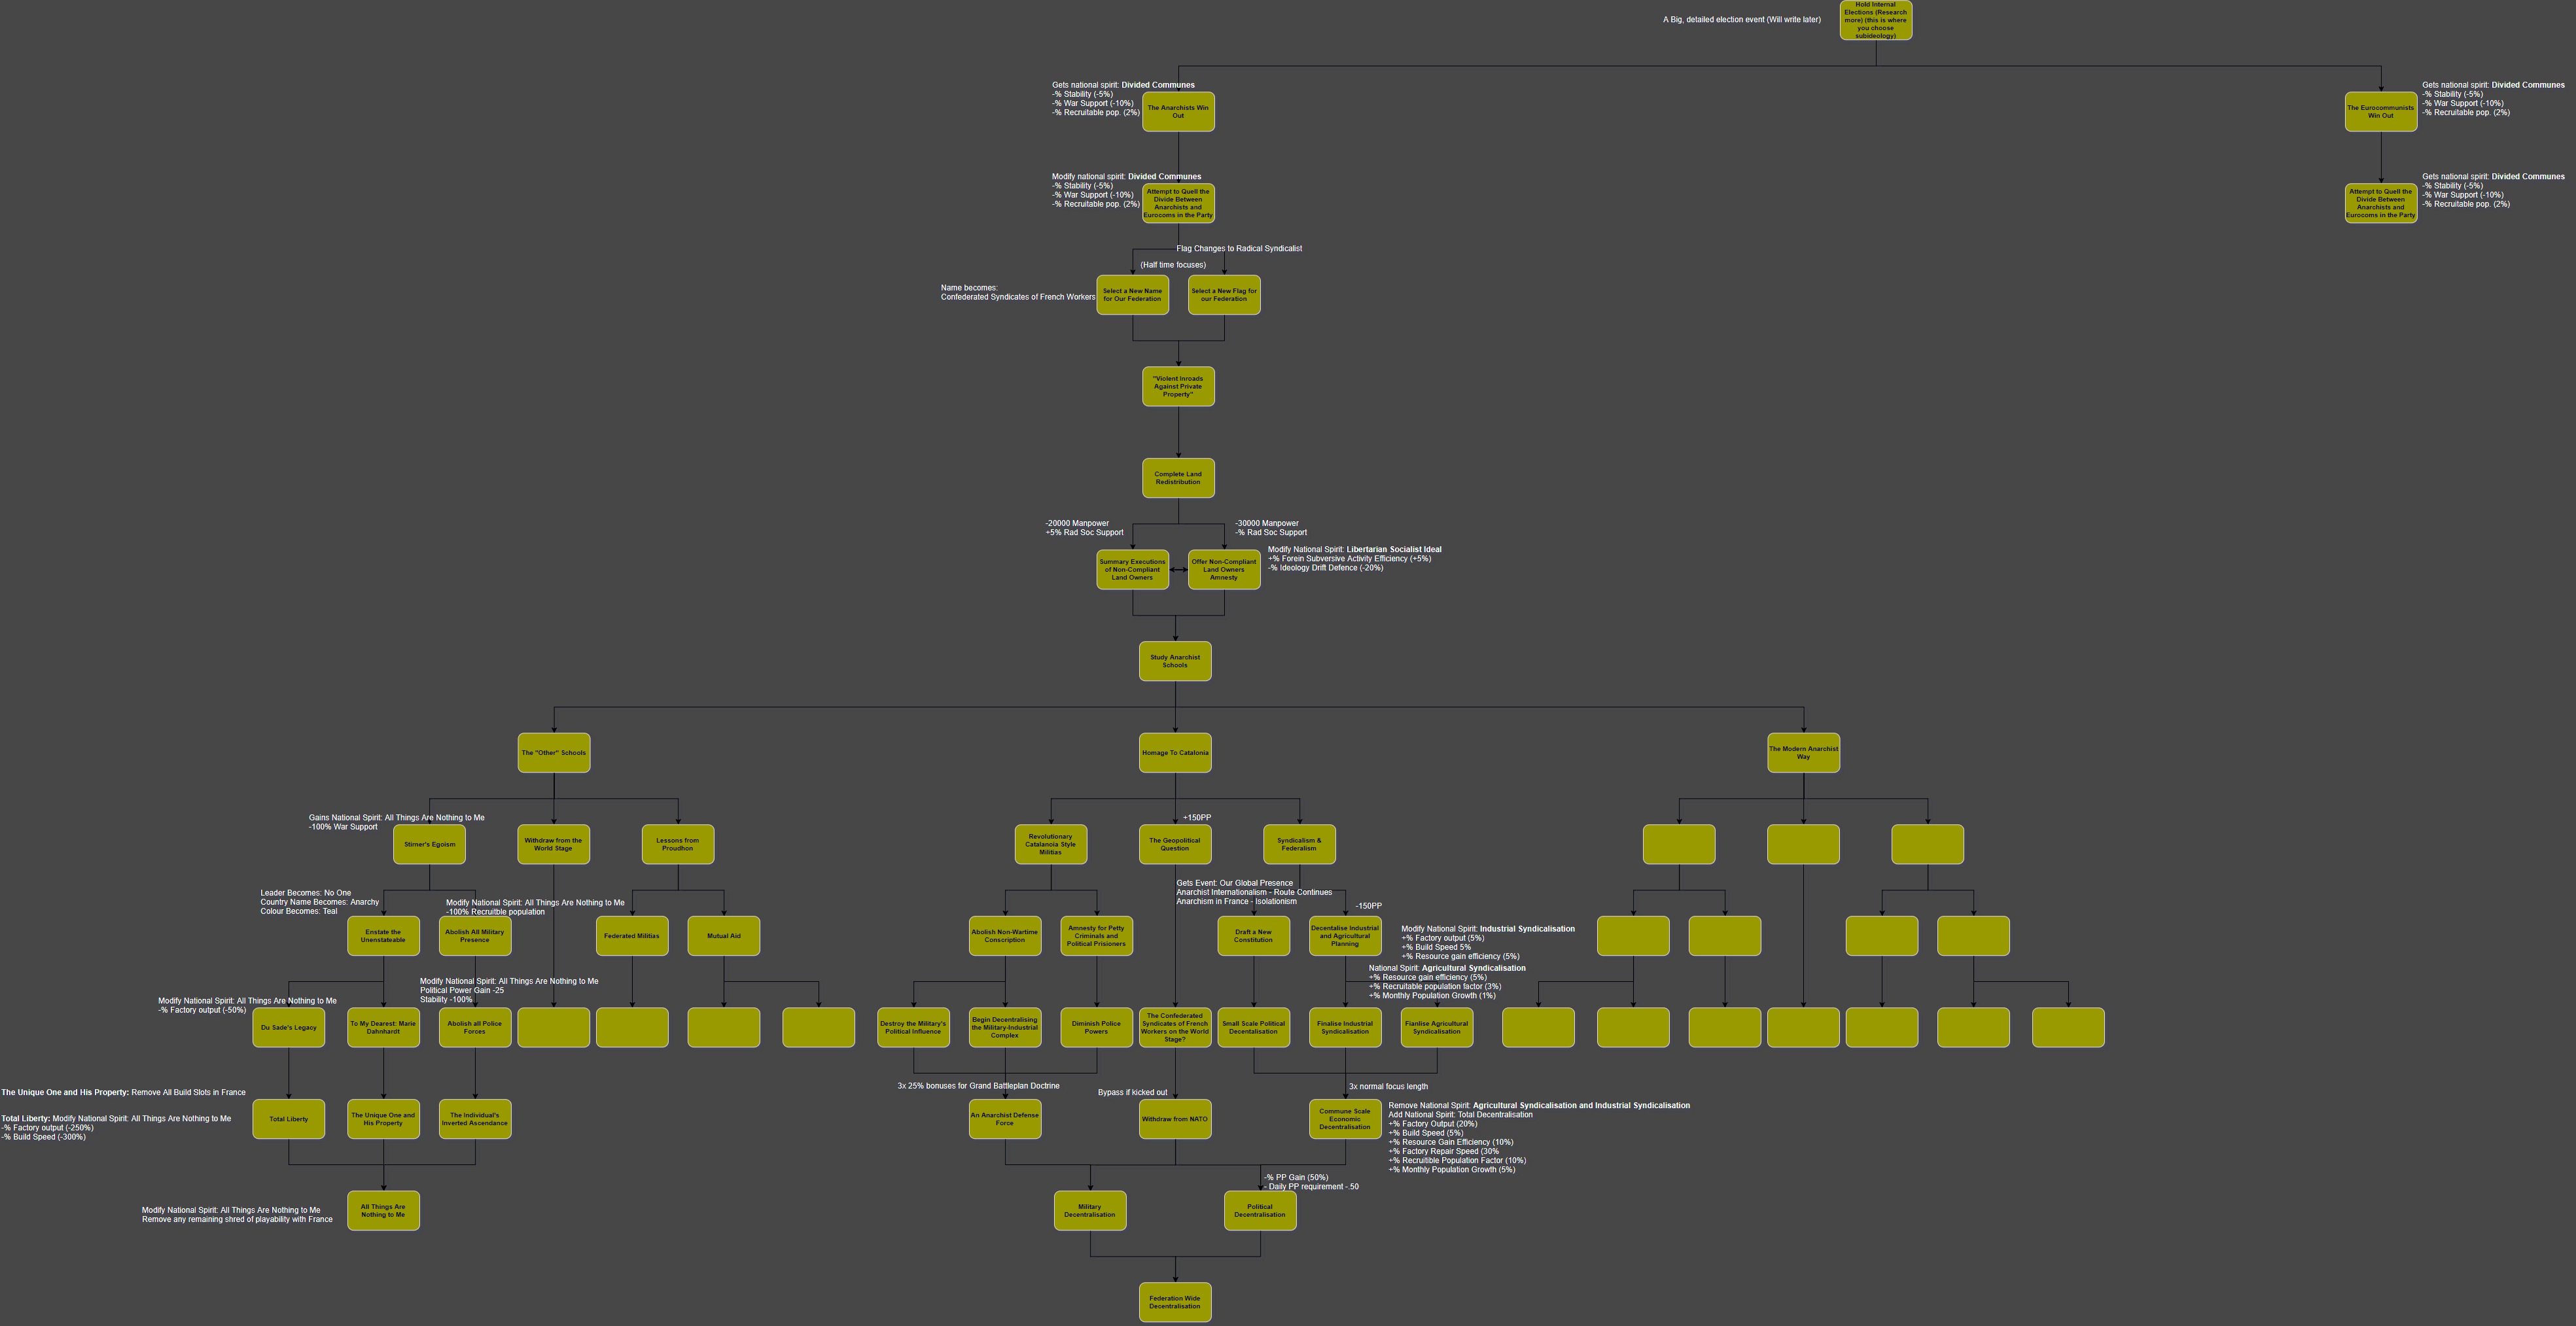 Hold Internal
Elections (Research
more) (this is where
you choose
subideology)
A Big, detailed election event (Will write later)
Gets national spirit: Divided Communes
-% Stability (-5%)
-% War Support (-10%)
-% Recruitable pop. (2%)
The Anarchists Win
Out
The Eurocommunists
Win Out
Gets national spirit: Divided Communes
-% Stability (-5%)
-% War Support (-10%)
-% Recruitable pop. (2%)
Modify national spirit: Divided Communes
-% Stability (-5%)
-% War Support (-10%)
-% Recruitable pop. (2%)
Attempt to Quell the
Divide Between
Anarchists and
Eurocoms in the Party
Attempt to Quell the
Divide Between
Anarchists and
Eurocoms in the Party
Gets national spirit: Divided Communes
-% Stability (-5%)
-% War Support (-10%)
-% Recruitable pop. (2%)
Flag Changes to Radical Syndicalist
(Half time focuses)
Name becomes:
Confederated Syndicates of French Workers
Select a New Name
for Our Federation
Select a New Flag for
our Federation
"Violent Inroads
Against Private
Property"
Complete Land
Redistribution
-20000 Manpower
+5% Rad Soc Support
-30000 Manpower
-% Rad Soc Support
Summary Executions
of Non-Compliant
Land Owners
Offer Non-Compliant
Land Owners
Amnesty
Modify National Spirit: Libertarian Socialist Ideal
+% Forein Subversive Activity Efficiency (+5%)
-% Ideology Drift Defence (-20%)
Study Anarchist
Schools
The "Other" Schools
Homage To Catalonia
The Modern Anarchist
Way
Gains National Spirit: All Things Are Nothing to Me
-100% War Support
Stirner's Egoism
Withdraw from the
World Stage
Lessons from
Proudhon
Revolutionary
Catalanoia Style
Militias
+150PP
The Geopolitical
Question
Syndicalism &
Federalism
Leader Becomes: No One
Country Name Becomes: Anarchy
Colour Becomes: Teal
Modify National Spirit: All Things Are Nothing to Me
-100% Recruitble population
Gets Event: Our Global Presence
Anarchist Internationalism - Route Continues
Anarchism in France - Isolationism
-150PP
Enstate the
Unenstateable
Abolish All Military
Presence
Federated Militias
Mutual Aid
Abolish Non-Wartime
Conscription
Amnesty for Petty
Criminals and
Political Prisioners
Draft a New
Constitution
Decentalise Industrial
and Agricultural
Planning
Modify National Spirit: Industrial Syndicalisation
+% Factory output (5%)
+% Build Speed 5%
+% Resource gain efficiency (5%)
National Spirit: Agricultural Syndicalisation
+% Resource gain efficiency (5%)
+% Recruitable population factor (3%)
+% Monthly Population Growth (1%)
Modify National Spirit: All Things Are Nothing to Me
Political Power Gain -25
Stability -100%
Modify National Spirit: All Things Are Nothing to Me
-% Factory output (-50%)
Du Sade's Legacy
To My Dearest: Marie
Dahnhardt
Abolish all Police
Forces
Destroy the Military's
Political Influence
Begin Decentralising
the Military-Industrial
Complex
Diminish Police
Powers
The Confederated
Syndicates of French
Workers on the World
Stage?
Small Scale Political
Decentalisation
Finalise Industrial
Syndicalisation
Fianlise Agricultural
Syndicalisation
The Unique One and His Property: Remove All Build Slots in France
Total Liberty: Modify National Spirit: All Things Are Nothing to Me
-% Factory output (-250%)
-% Build Speed (-300%)
3x 25% bonuses for Grand Battleplan Doctrine
Bypass if kicked out
3x normal focus length
Total Liberty
The Unique One and
His Property
The Individual's
Inverted Ascendance
An Anarchist Defense
Force
Withdraw from NATO
Commune Scale
Economic
Decentralisation
Remove National Spirit: Agricultural Syndicalisation and Industrial Syndicalisation
Add National Spirit: Total Decentralisation
+% Factory Output (20%)
+% Build Speed (5%)
+% Resource Gain Efficiency (10%)
+% Factory Repair Speed (30%
+% Recruitible Population Factor (10%)
+% Monthly Population Growth (5%)
-% PP Gain (50%)
- Daily PP requirement -.50
Modify National Spirit: All Things Are Nothing to Me
Remove any remaining shred of playability with France
All Things Are
Nothing to Me
Military
Decentralisation
Political
Decentralisation
Federation Wide
Decentralisation